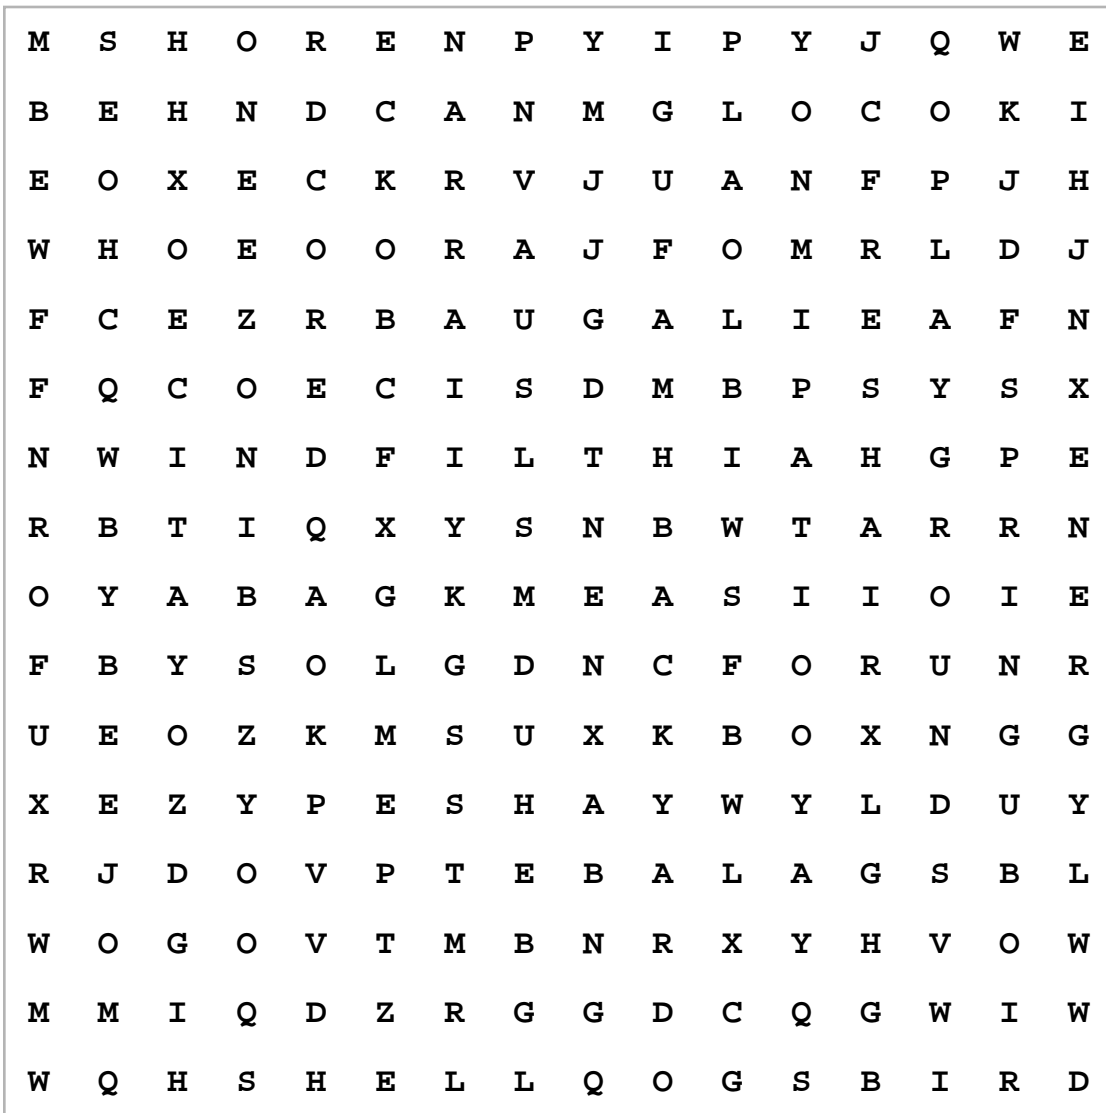 M S H O R E N P Y I P Y J Q W E
B E H N D C A N M G L O C O K I
E O X E C K R V J U A N F P J H
W H O E O O R A J F O M R L D J
F C E Z R B A U G A L I E A F N
F Q C O E C I S D M B P S Y S X
N W I N D F I L T H I A H G P E
R B T I Q X Y S N B W T A R R N
O Y A B A G K M E A S I I O I E
F B Y S O L G D N C F O R U N R
U E O Z K M S U X K B O X N G G
X E Z Y P E S H A Y W Y L D U Y
R J D O V P T E B A L A G S B L
W O G O V T M B N R X Y H V O W
M M I Q D Z R G G D C Q G W I W
W Q H S H E L L Q O G S B I R D